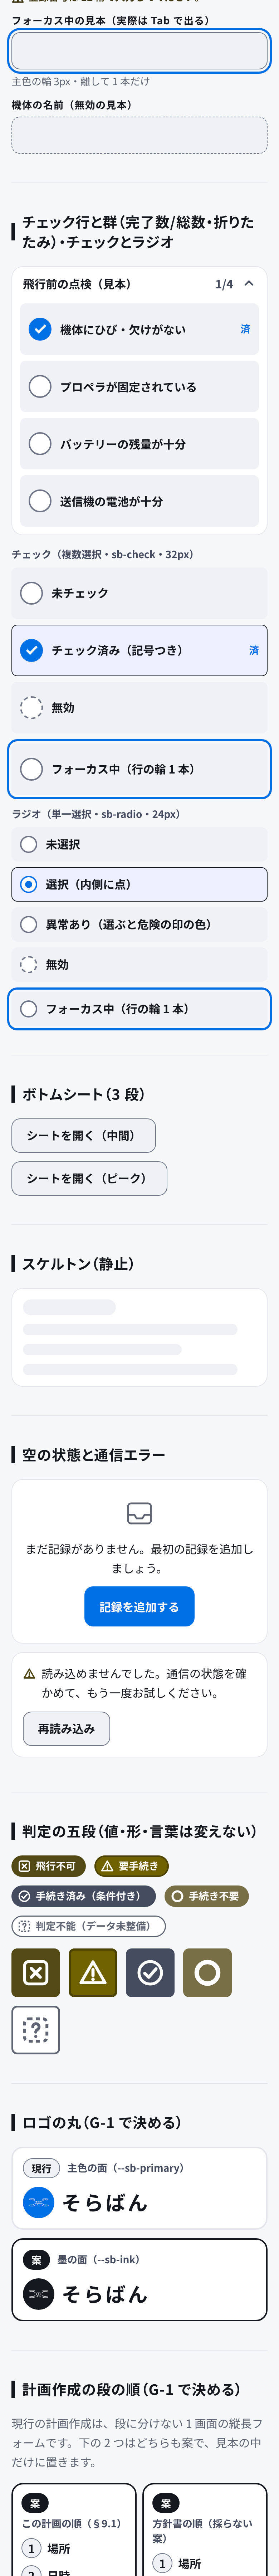 フォーカス中の見本（実際は Tab で出る）
主色の輪 3px・離して 1 本だけ
機体の名前（無効の見本）
チェック行と群（完了数/総数・折りた
たみ）・チェックとラジオ
飛行前の点検（見本） 1/4
機体にひび・欠けがない 済
プロペラが固定されている
バッテリーの残量が十分
送信機の電池が十分
チェック（複数選択・sb-check・32px）
未チェック
チェック済み（記号つき） 済
無効
フォーカス中（行の輪 1 本）
ラジオ（単一選択・sb-radio・24px）
未選択
選択（内側に点）
異常あり（選ぶと危険の印の色）
無効
フォーカス中（行の輪 1 本）
ボトムシート（3 段）
シートを開く（中間）
シートを開く（ピーク）
スケルトン（静止）
空の状態と通信エラー
まだ記録がありません。最初の記録を追加し
ましょう。
記録を追加する
読み込めませんでした。通信の状態を確
かめて、もう一度お試しください。
再読み込み
判定の五段（値・形・言葉は変えない）
飛行不可 要手続き
手続き済み（条件付き） 手続き不要
判定不能（データ未整備）
ロゴの丸（G-1 で決める）
現行 主色の面（--sb-primary）
そらばん
案 墨の面（--sb-ink）
そらばん
計画作成の段の順（G-1 で決める）
現行の計画作成は、段に分けない 1 画面の縦長フ
ォームです。下の 2 つはどちらも案で、見本の中
だけに置きます。
案
この計画の順（§9.1）
1 場所
案
方針書の順（採らない
案）
1 場所